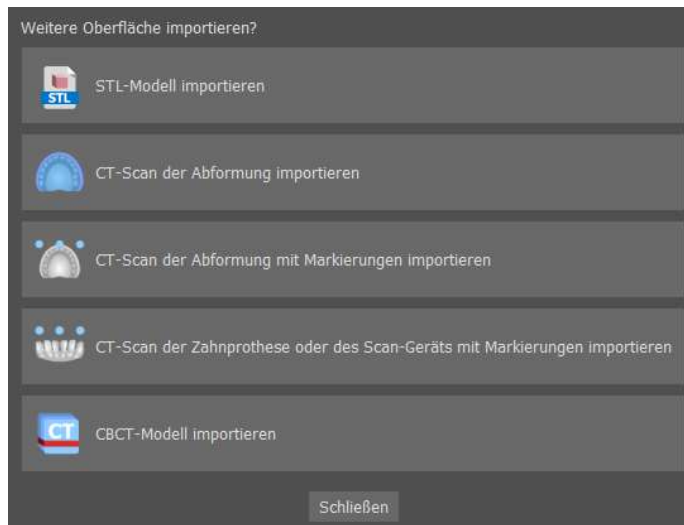 Weitere Oberfläche importieren?
STL
STL-Modell importieren
CT-Scan der Abformung importieren
CT-Scan der Abformung mit Markierungen importieren
CT-Scan der Zahnprothese oder des Scan-Geräts mit Markierungen importieren
CT
CBCT-Modell importieren
Schließen